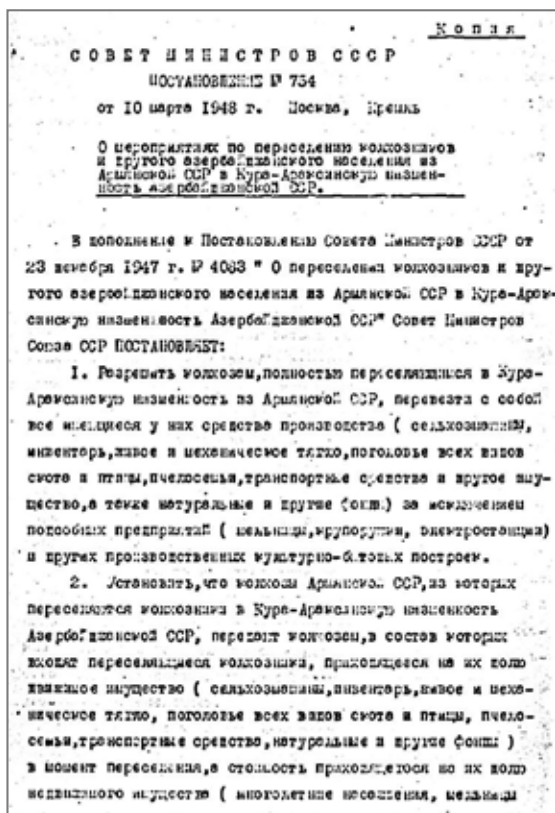 Копия
СОВЕТ МИНИСТРОВ СССР
ПОСТАНОВЛЕНИЕ № 754
от 10 марта 1948 г. Москва, Кремль
О мероприятиях по переселению колхозников
и другого азербайджанского населения из
Армянской ССР в Кура-Араксинскую низмен-
ность Азербайджанской ССР.
В дополнение к Постановлению Совета Министров СССР от
23 декабря 1947 г. № 4083 " О переселении колхозников и дру-
гого азербайджанского населения из Армянской ССР в Кура-Арак-
синскую низменность Азербайджанской ССР" Совет Министров
Союза ССР ПОСТАНОВЛЯЕТ:
1. Разрешить колхозам,полностью переселяющимся в Кура-
Араксинскую низменность из Армянской ССР, перевезти с собой
все имеющиеся у них средства производства ( сельхозмашины,
инвентарь,живое и механическое тягло,поголовье всех видов
скота и птицы,пчелосемьи,транспортные средства и другое иму-
щество,а также натуральные и другие фонды) за исключением
подсобных предприятий ( мельницы,крупорушки, электростанции)
и других производственных культурно-бытовых построек.
2. Установить,что колхозы Армянской ССР,из которых
переселяются колхозники в Кура-Араксинскую низменность
Азербайджанской ССР, передают колхозам,в состав которых
входят переселяющиеся колхозники, приходящееся на их долю
движимое имущество ( сельхозмашины,инвентарь,живое и меха-
ническое тягло, поголовье всех видов скота и птицы, пчело-
семьи,транспортные средства,натуральные и другие фонды )
в момент переселения,а стоимость приходящегося на их долю
недвижимого имущества ( многолетние насаждения, мельницы